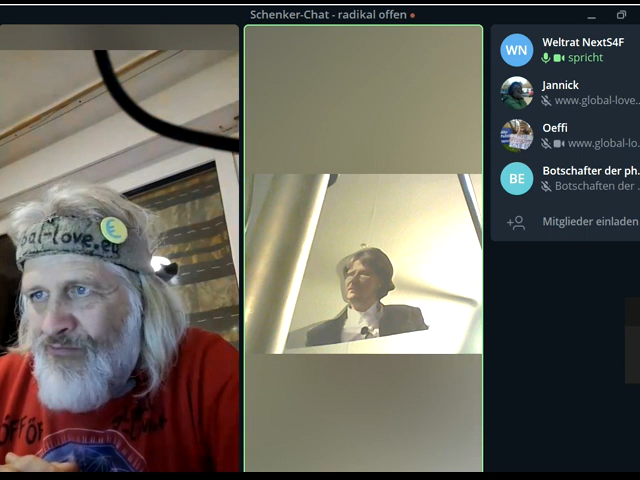 Schenker-Chat - radikal offen
WN
Weltrat NextS4F
spricht
Jannick
www.global-love...
Oeffi
www.global-lo...
BE
Botschafter der ph...
Botschaften der ...
Mitglieder einladen
bal-love.eu
€